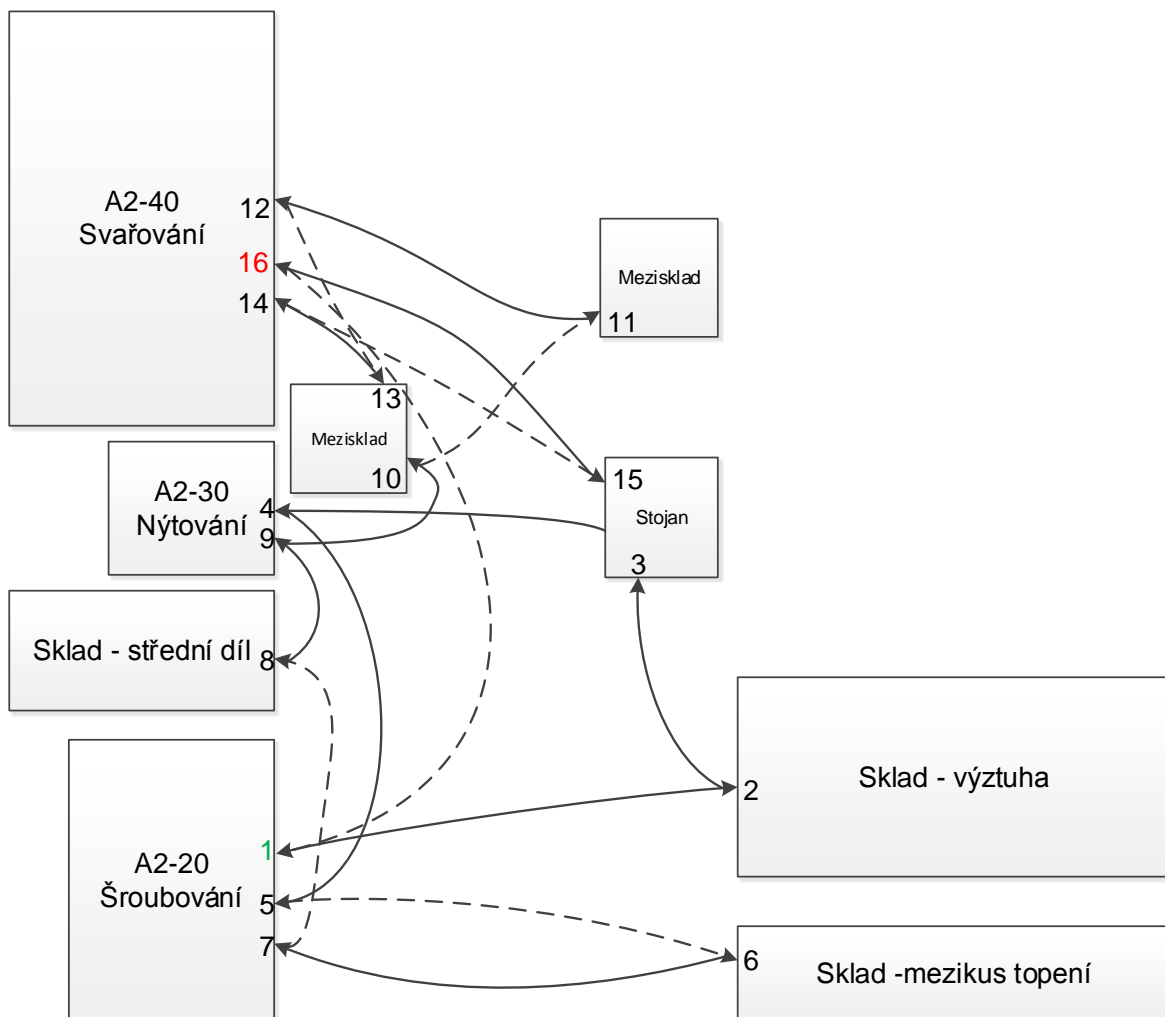 A2-40
Svařování
12
16
14
Mezisklad
11
13
Mezisklad
10
15
Stojan
3
A2-30
Nýtování
4
9
Sklad - střední díl
8
Sklad - výztuha
2
A2-20
Šroubování
1
5
7
6
Sklad -mezikus topení